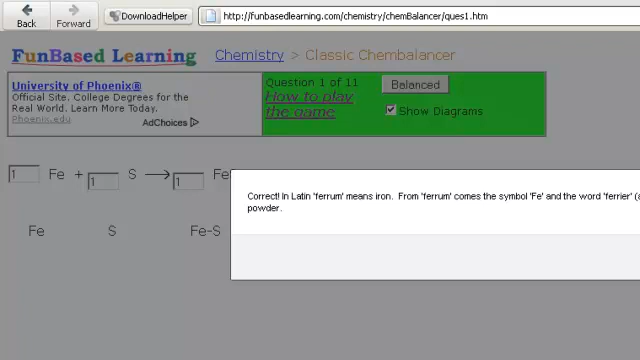 Back
Forward
DownloadHelper
http://funbasedlearning.com/chemistry/chemBalancer/ques1.htm
FunBased Learning
Chemistry > Classic Chembalancer
University of Phoenix®
Official Site. College Degrees for the
Real World. Learn More Today.
Phoenix.edu
AdChoices
Question 1 of 11
How to play
the game
Balanced
Show Diagrams
1 Fe + 1 S → 1 Fe
Correct! In Latin 'ferrum' means iron. From 'ferrum' comes the symbol 'Fe' and the word 'ferrier' (a
powder.
Fe S Fe-S